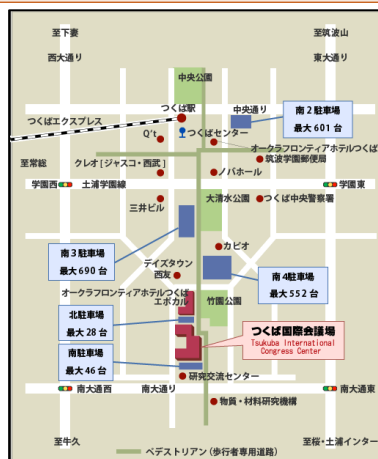 至下妻
至筑波山
西大通り
東大通り
中央公園
つくば駅
中央通り
南2駐車場
最大601台
つくばエクスプレス
つくばセンター
Q't
オークラフロンティアホテルつくば
クレオ[ジャスコ・西武]
筑波学園郵便局
至常総
ノバホール
学園西
土浦学園線
学園東
大清水公園
つくば中央警察署
三井ビル
南3駐車場
最大690台
カピオ
デイズタウン
西友
南4駐車場
最大552台
オークラフロンティアホテルつくば
エポカル
竹園公園
北駐車場
最大28台
つくば国際会議場
Tsukuba International
Congress Center
南駐車場
最大46台
研究交流センター
南大通西
南大通り
南大通東
物質・材料研究機構
至牛久
至桜・土浦インター
ペデストリアン(歩行者専用道路)